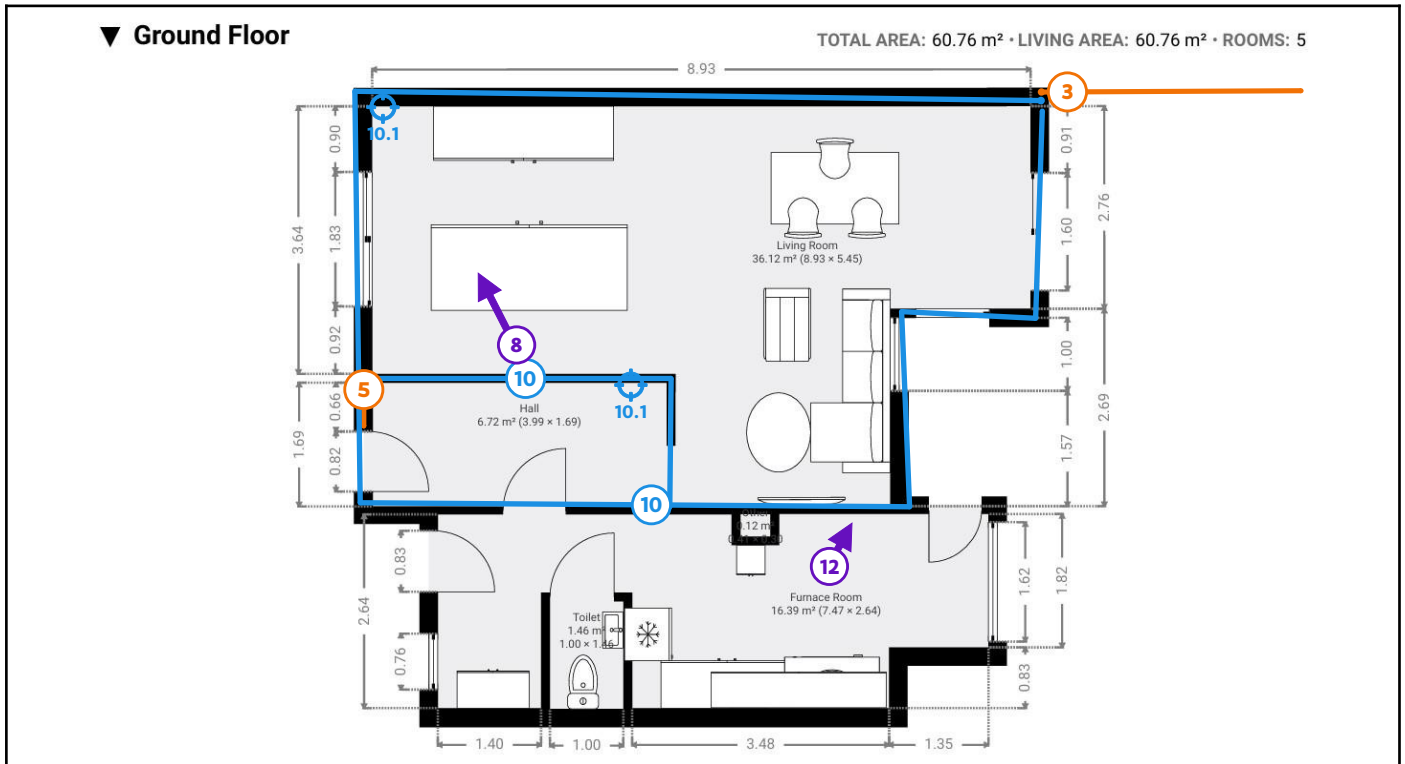 ▼ Ground Floor
TOTAL AREA: 60.76 m² · LIVING AREA: 60.76 m² · ROOMS: 5
8.93
3
10.1
0.90
0.91
1.83
3.64
2.76
1.60
Living Room
36.12 m² (8.93 × 5.45)
0.92
8
1.00
10
5
10.1
0.66
Hall
6.72 m² (3.99 × 1.69)
2.69
1.69
0.82
1.57
10
Other
0.12 m²
12
0.83
1.62
1.82
2.64
Furnace Room
16.39 m² (7.47 × 2.64)
Toilet
1.46 m²
1.00 × 1.46
0.76
0.83
1.40
1.00
3.48
1.35